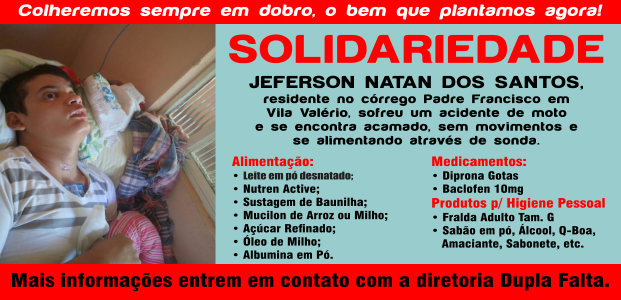 Colheremos sempre em dobro, o bem que plantamos agora!
SOLIDARIEDADE
JEFERSON NATAN DOS SANTOS,
residente no córrego Padre Francisco em
Vila Valério, sofreu um acidente de moto
e se encontra acamado, sem movimentos e
se alimentando através de sonda.
Alimentação:
• Leite em pó desnatado;
• Nutren Active;
• Sustagem de Baunilha;
• Mucilon de Arroz ou Milho;
• Açúcar Refinado;
• Óleo de Milho;
• Albumina em Pó.
Medicamentos:
• Diprona Gotas
• Baclofen 10mg
Produtos p/ Higiene Pessoal
• Fralda Adulto Tam. G
• Sabão em pó, Álcool, Q-Boa,
Amaciante, Sabonete, etc.
Mais informações entrem em contato com a diretoria Dupla Falta.